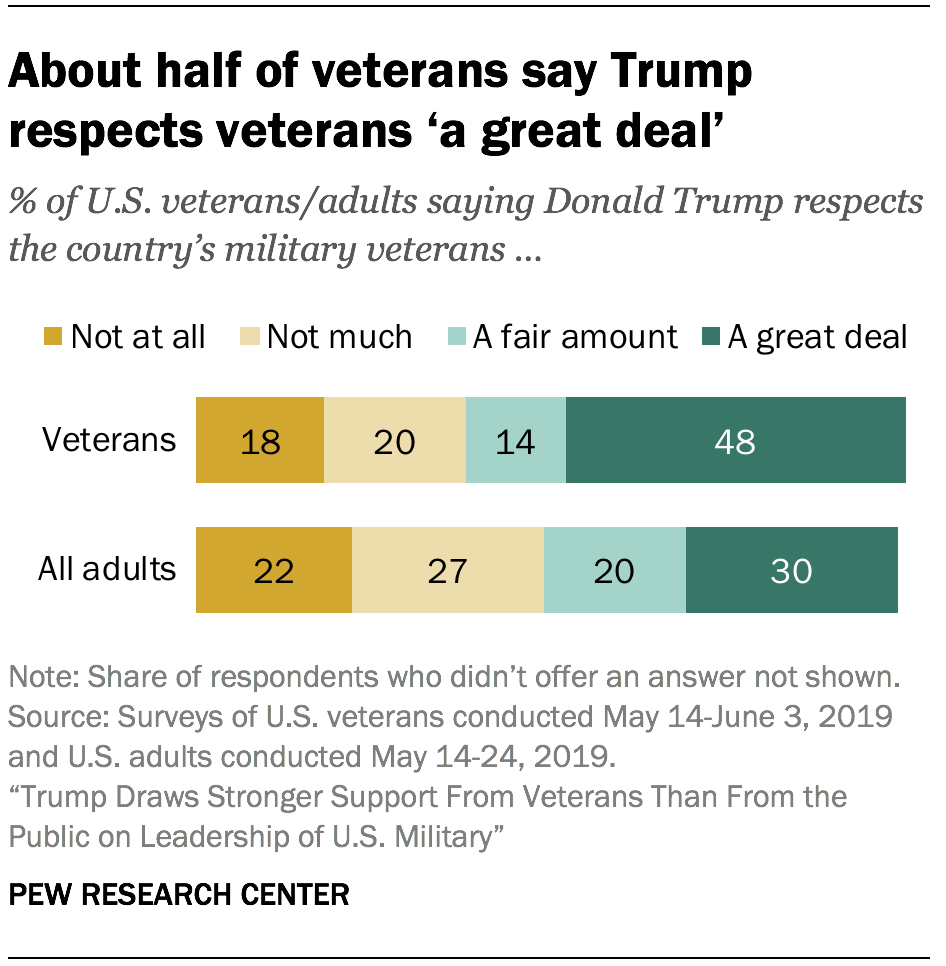 About half of veterans say Trump
respects veterans ‘a great deal’
% of U.S. veterans/adults saying Donald Trump respects
the country’s military veterans ...
Not at all Not much A fair amount A great deal
Veterans 18 20 14 48
All adults 22 27 20 30
Note: Share of respondents who didn’t offer an answer not shown.
Source: Surveys of U.S. veterans conducted May 14-June 3, 2019
and U.S. adults conducted May 14-24, 2019.
“Trump Draws Stronger Support From Veterans Than From the
Public on Leadership of U.S. Military”
PEW RESEARCH CENTER